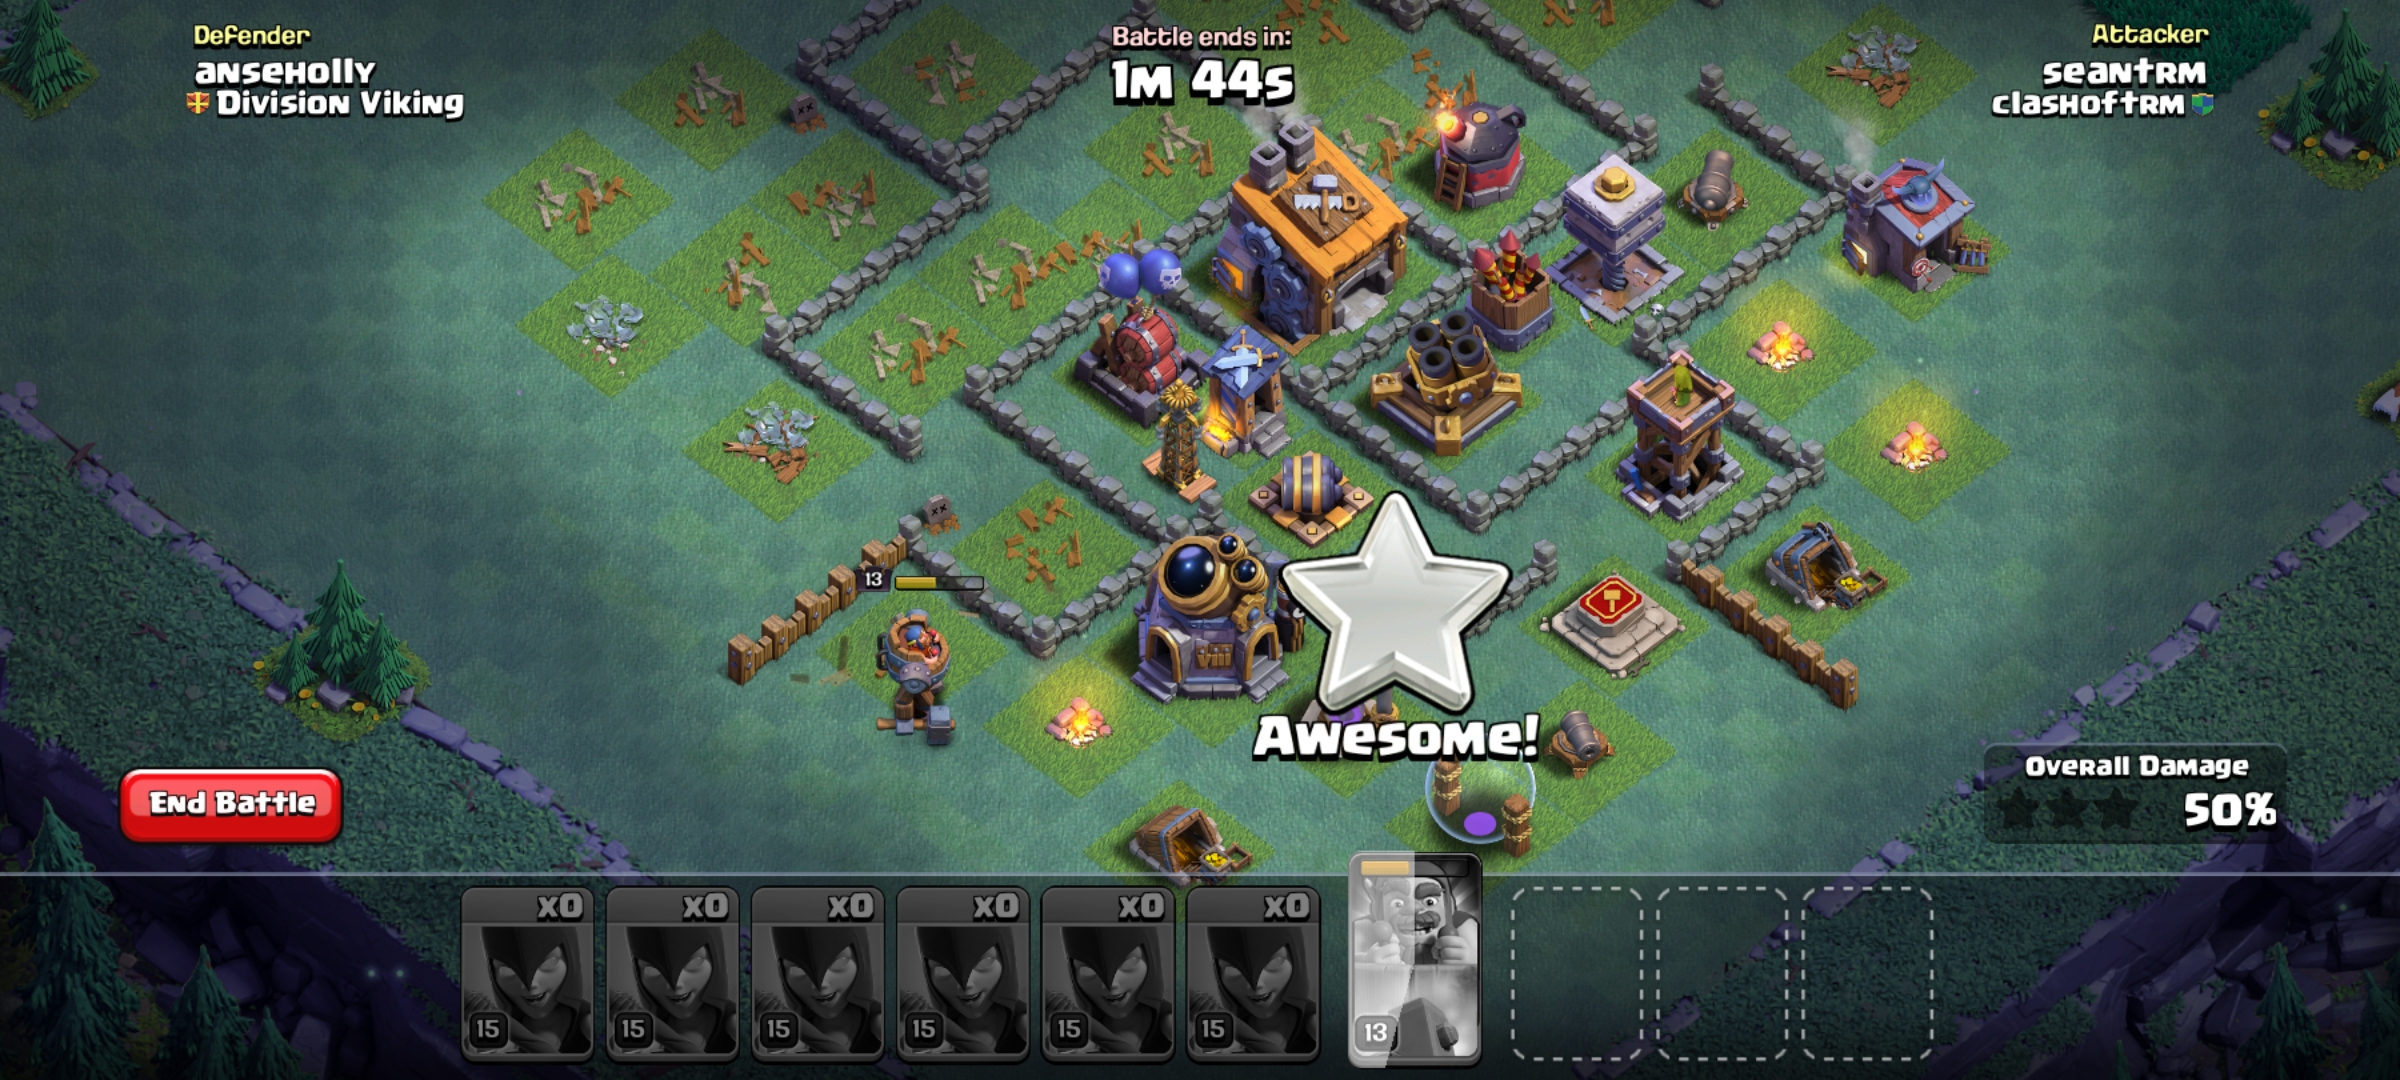 Defender
anseholly
Division Viking
Battle ends in:
1m 44s
Attacker
seantrm
clashoftrm
13
VIII
Awesome!
End Battle
Overall Damage
50%
x0 x0 x0 x0 x0 x0
15 15 15 15 15 15 13